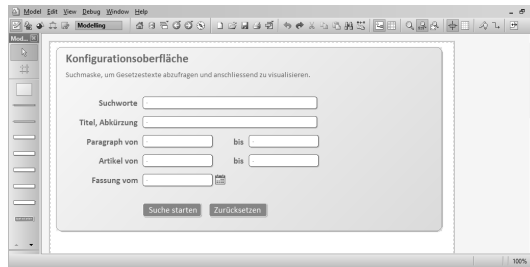 Model Edit View Debug Window Help
Modelling
Mod...
Konfigurationsoberfläche
Suchmaske, um Gesetzestexte abzufragen und anschliessend zu visualisieren.
Suchworte
Titel, Abkürzung
Paragraph von bis
Artikel von bis
Fassung vom
Suche starten Zurücksetzen
100%